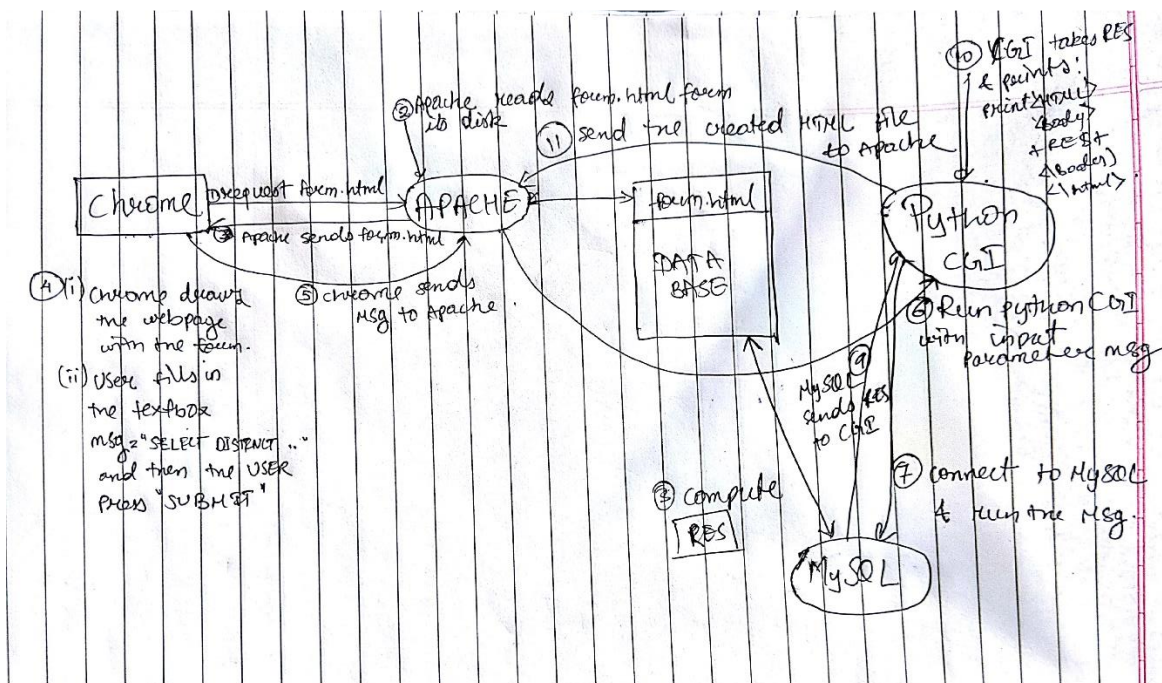 ⑩ CGI takes RES
& prints:
print <HTML>
<Body>
+ RES +
<Body>
<\html>
② Apache reads form.html form
its disk
⑪ send the created HTML file
to Apache
Chrome
① request form.html
APACHE
form.html
Python
CGI
③ Apache sends form.html
DATA
BASE
④ (i) Chrome draws
the webpage
with the form.
⑤ chrome sends
Msg to Apache.
⑥ Run python CGI
with input
Parameter msg
(ii) User fills in
the textbox
msg="SELECT DISTINCT .."
and then the USER
Press "SUBMIT"
⑨
MySQL
sends RES
to CGI
⑦ connect to MySQL
& run the Msg.
⑧ compute
RES
MySQL